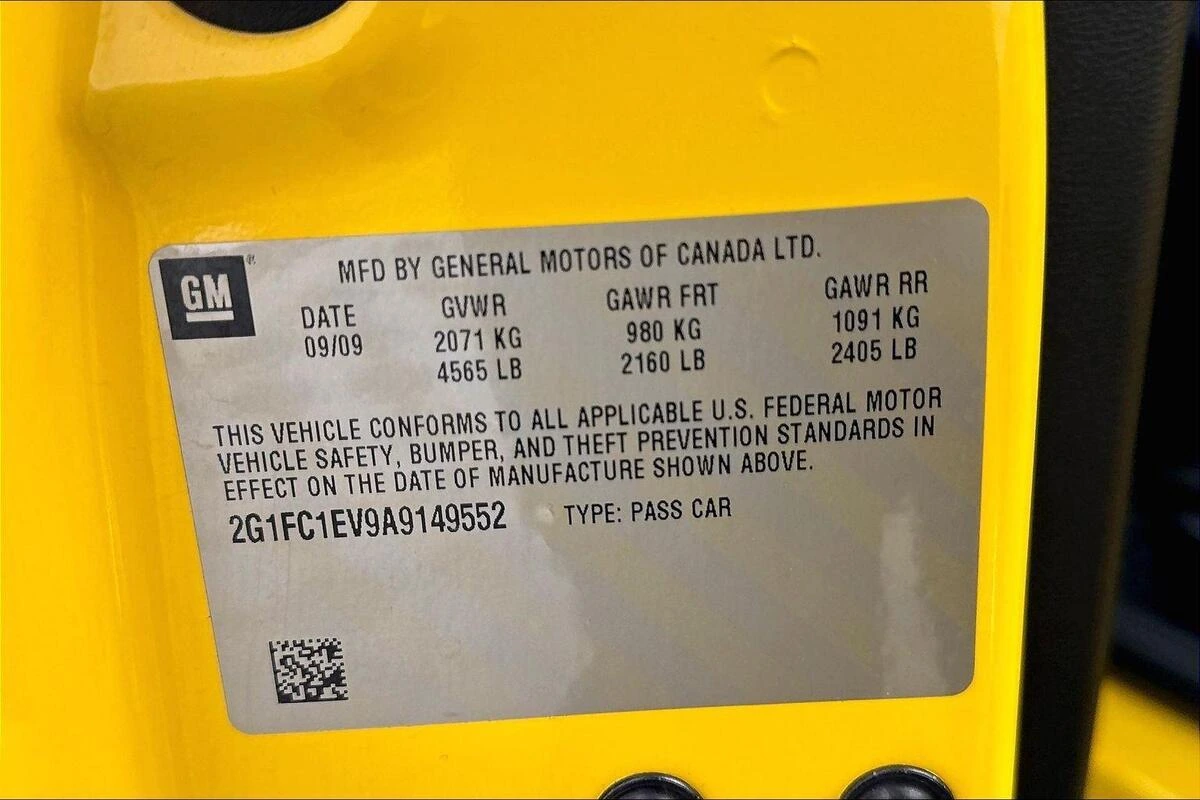 GM
MFD BY GENERAL MOTORS OF CANADA LTD.
DATE GVWR GAWR FRT GAWR RR
09/09 2071 KG 980 KG 1091 KG
4565 LB 2160 LB 2405 LB
THIS VEHICLE CONFORMS TO ALL APPLICABLE U.S. FEDERAL MOTOR
VEHICLE SAFETY, BUMPER, AND THEFT PREVENTION STANDARDS IN
EFFECT ON THE DATE OF MANUFACTURE SHOWN ABOVE.
2G1FC1EV9A9149552 TYPE: PASS CAR